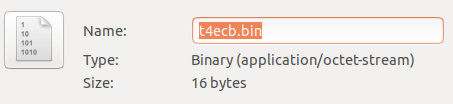 1
10
101
1010
Name: t4ecb.bin
Type: Binary (application/octet-stream)
Size: 16 bytes